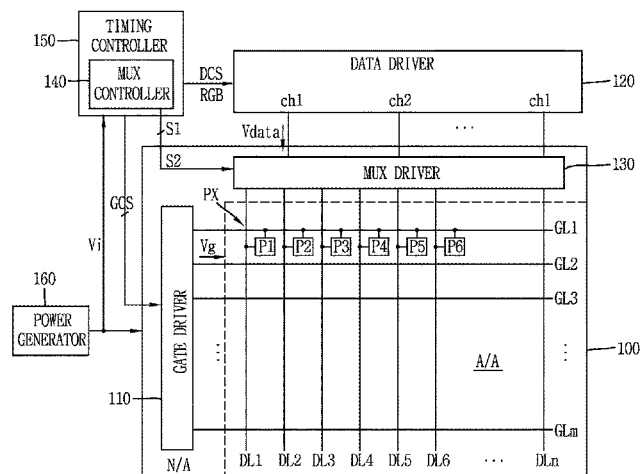 150
TIMING
CONTROLLER
140
MUX
CONTROLLER
DCS
RGB
DATA DRIVER
120
ch1
ch2
...
chl
S1
Vdata
S2
MUX DRIVER
130
GCS
Vi
PX
Vg
P1
P2
P3
P4
P5
P6
GL1
GL2
GL3
160
POWER
GENERATOR
GATE DRIVER
110
A/A
100
GLm
N/A
DL1
DL2
DL3
DL4
DL5
DL6
...
DLn